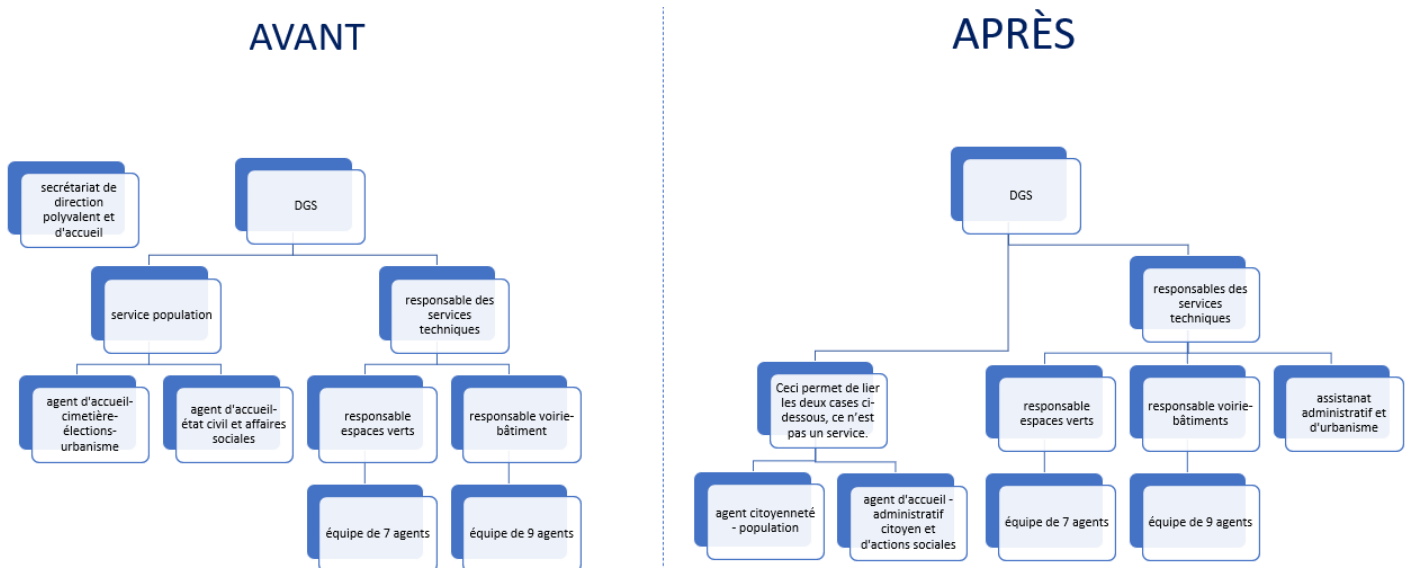 AVANT
secrétariat de
direction
polyvalent et
d'accueil
DGS
service population
responsable des
services
techniques
agent d'accueil-
cimetière-
élections-
urbanisme
agent d'accueil-
état civil et affaires
sociales
responsable
espaces verts
responsable voirie-
bâtiment
équipe de 7 agents
équipe de 9 agents
APRÈS
DGS
responsables des
services
techniques
Ceci permet de lier
les deux cases ci-
dessous, ce n’est
pas un service.
responsable
espaces verts
responsable voirie-
bâtiments
assistanat
administratif et
d'urbanisme
agent citoyenneté
- population
agent d'accueil -
administratif
citoyen et
d'actions sociales
équipe de 7 agents
équipe de 9 agents